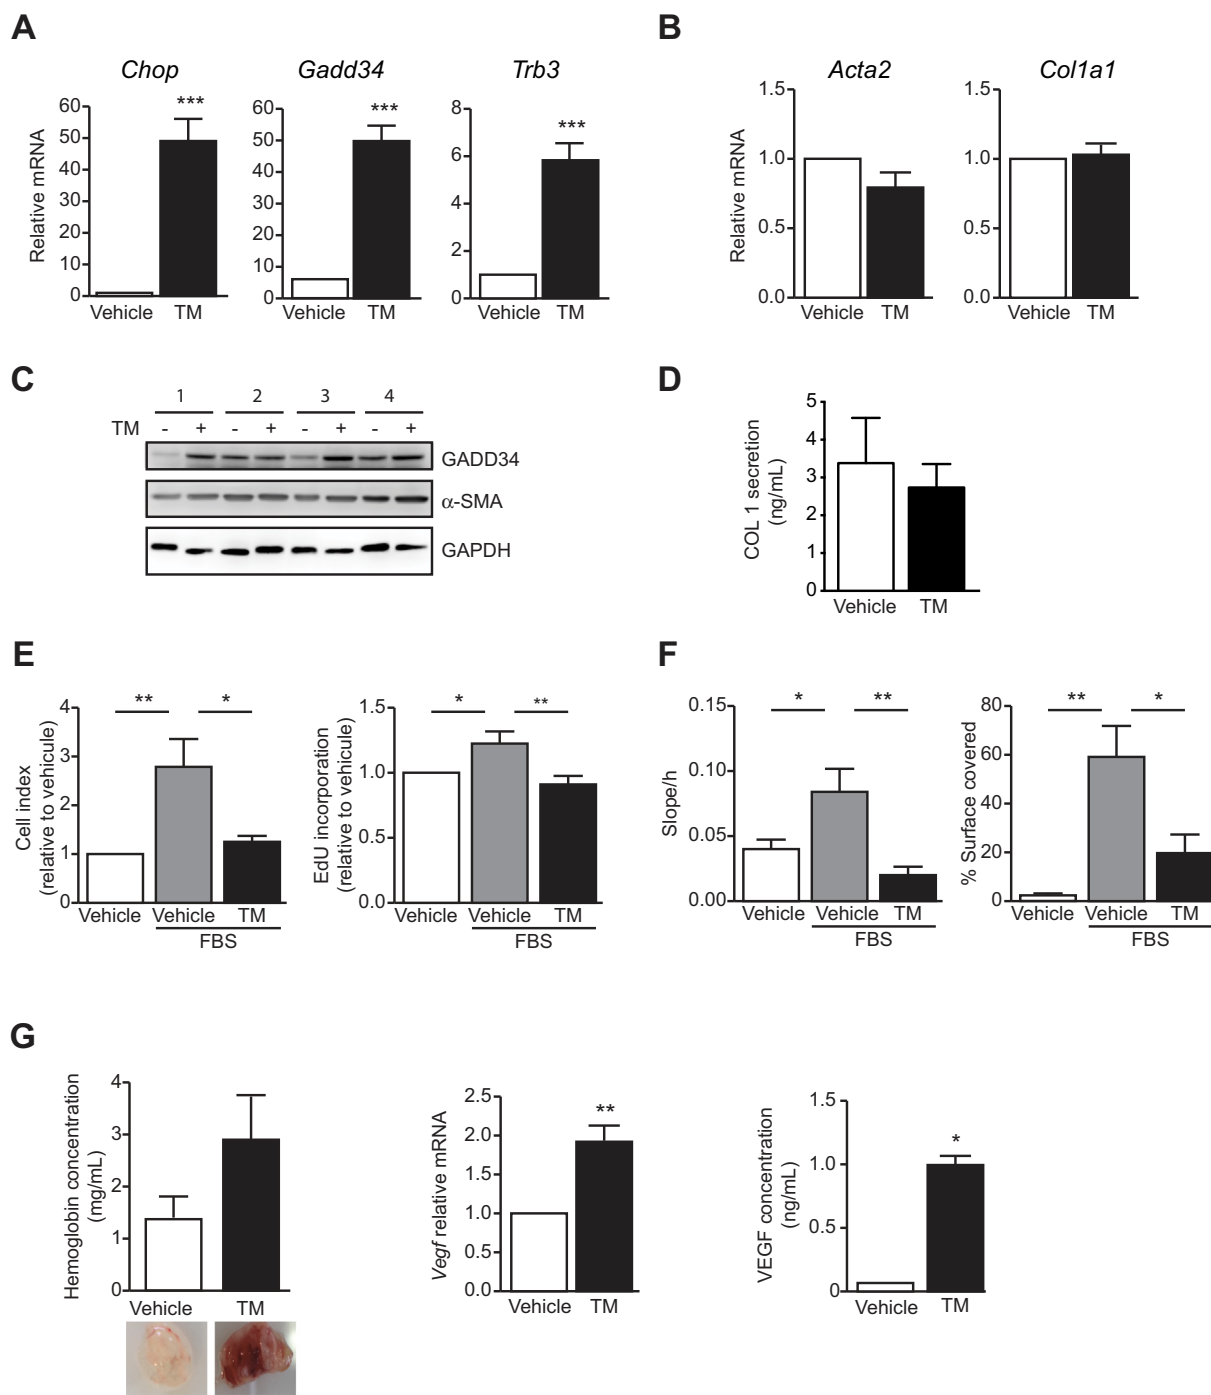 A
B
Chop
Gadd34
Trb3
Acta2
Col1a1
Relative mRNA
60
50
40
30
20
10
0
Vehicle TM
60
50
40
30
20
10
0
Vehicle TM
8
6
4
2
0
Vehicle TM
Relative mRNA
1.5
1.0
0.5
0.0
Vehicle TM
1.5
1.0
0.5
0.0
Vehicle TM
***
***
***
C
1 2 3 4
TM - + - + - + - +
GADD34
α-SMA
GAPDH
D
COL 1 secretion
(ng/mL)
5
4
3
2
1
0
Vehicle TM
E
Cell index
(relative to vehicule)
4
3
2
1
0
** *
Vehicle Vehicle TM
FBS
EdU incorporation
(relative to vehicule)
1.5
1.0
0.5
0.0
* **
Vehicle Vehicle TM
FBS
F
Slope/h
0.15
0.10
0.05
0.00
* **
Vehicle Vehicle TM
FBS
% Surface covered
80
60
40
20
0
** *
Vehicle Vehicle TM
FBS
G
Hemoglobin concentration
(mg/mL)
4
3
2
1
0
Vehicle TM
Vegf relative mRNA
2.5
2.0
1.5
1.0
0.5
0.0
**
Vehicle TM
VEGF concentration
(ng/mL)
1.5
1.0
0.5
0
*
Vehicle TM